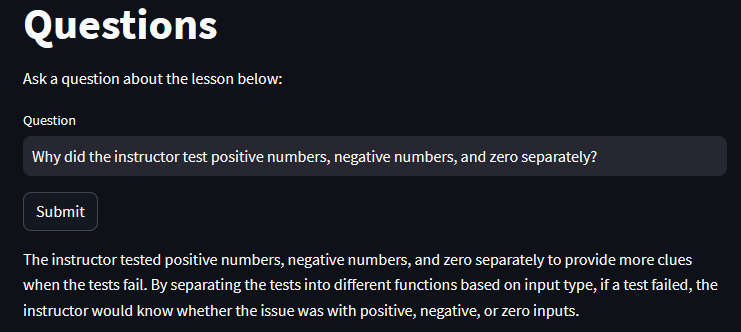 Questions
Ask a question about the lesson below:
Question
Why did the instructor test positive numbers, negative numbers, and zero separately?
Submit
The instructor tested positive numbers, negative numbers, and zero separately to provide more clues
when the tests fail. By separating the tests into different functions based on input type, if a test failed, the
instructor would know whether the issue was with positive, negative, or zero inputs.